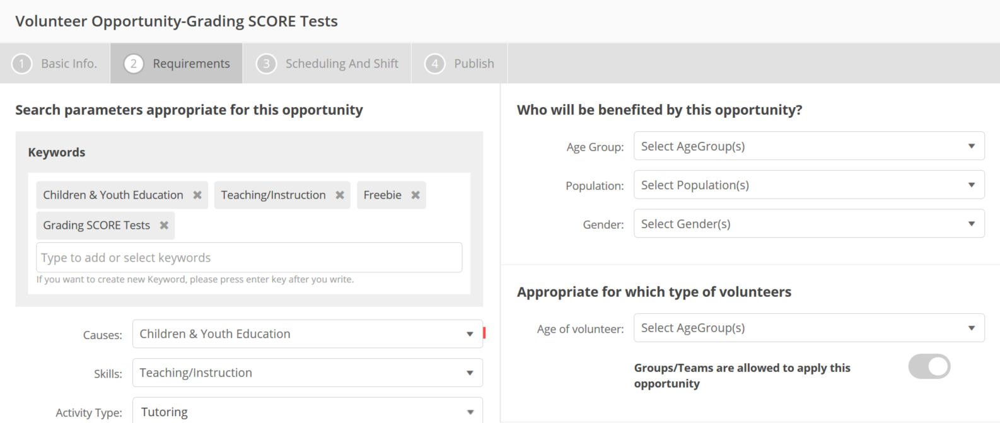 Volunteer Opportunity-Grading SCORE Tests
1 Basic Info.
2 Requirements
3 Scheduling And Shift
4 Publish
Search parameters appropriate for this opportunity
Keywords
Children & Youth Education ✖ Teaching/Instruction ✖ Freebie ✖
Grading SCORE Tests ✖
Type to add or select keywords
If you want to create new Keyword, please press enter key after you write.
Causes: Children & Youth Education
Skills: Teaching/Instruction
Activity Type: Tutoring
Who will be benefited by this opportunity?
Age Group: Select AgeGroup(s)
Population: Select Population(s)
Gender: Select Gender(s)
Appropriate for which type of volunteers
Age of volunteer: Select AgeGroup(s)
Groups/Teams are allowed to apply this
opportunity